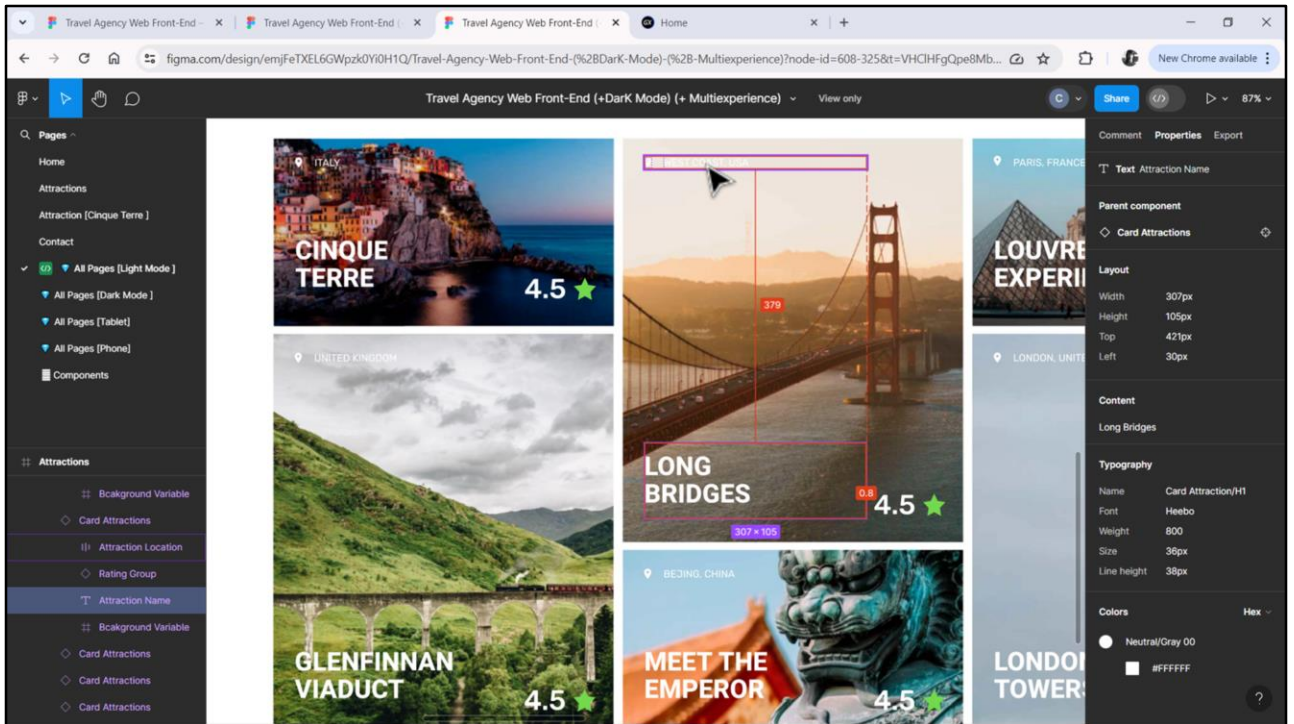 Travel Agency Web Front-End –
Travel Agency Web Front-End (
Travel Agency Web Front-End (
GX Home
figma.com/design/emjFeTXEL6GWpzk0Yi0H1Q/Travel-Agency-Web-Front-End-(%2BDarK-Mode)-(%2B-Multiexperience)?node-id=608-325&t=VHClHFgQpe8Mb...
New Chrome available
Travel Agency Web Front-End (+DarK Mode) (+ Multiexperience)
View only
C
Share
87%
Pages
Home
Attractions
Attraction [Cinque Terre ]
Contact
All Pages [Light Mode ]
All Pages [Dark Mode ]
All Pages [Tablet]
All Pages [Phone]
Components
Attractions
Bcakground Variable
Card Attractions
Attraction Location
Rating Group
Attraction Name
Bcakground Variable
Card Attractions
Card Attractions
Card Attractions
ITALY
CINQUE
TERRE
4.5
UNITED KINGDOM
GLENFINNAN
VIADUCT
4.5
WEST COAST, USA
379
LONG
BRIDGES
0.8
4.5
307 × 105
BEJING, CHINA
MEET THE
EMPEROR
4.5
PARIS, FRANCE
LOUVRE
EXPERI
LONDON, UNITE
LONDON
TOWERS
Comment Properties Export
T Text Attraction Name
Parent component
Card Attractions
Layout
Width 307px
Height 105px
Top 421px
Left 30px
Content
Long Bridges
Typography
Name Card Attraction/H1
Font Heebo
Weight 800
Size 36px
Line height 38px
Colors Hex
Neutral/Gray 00
#FFFFFF
?